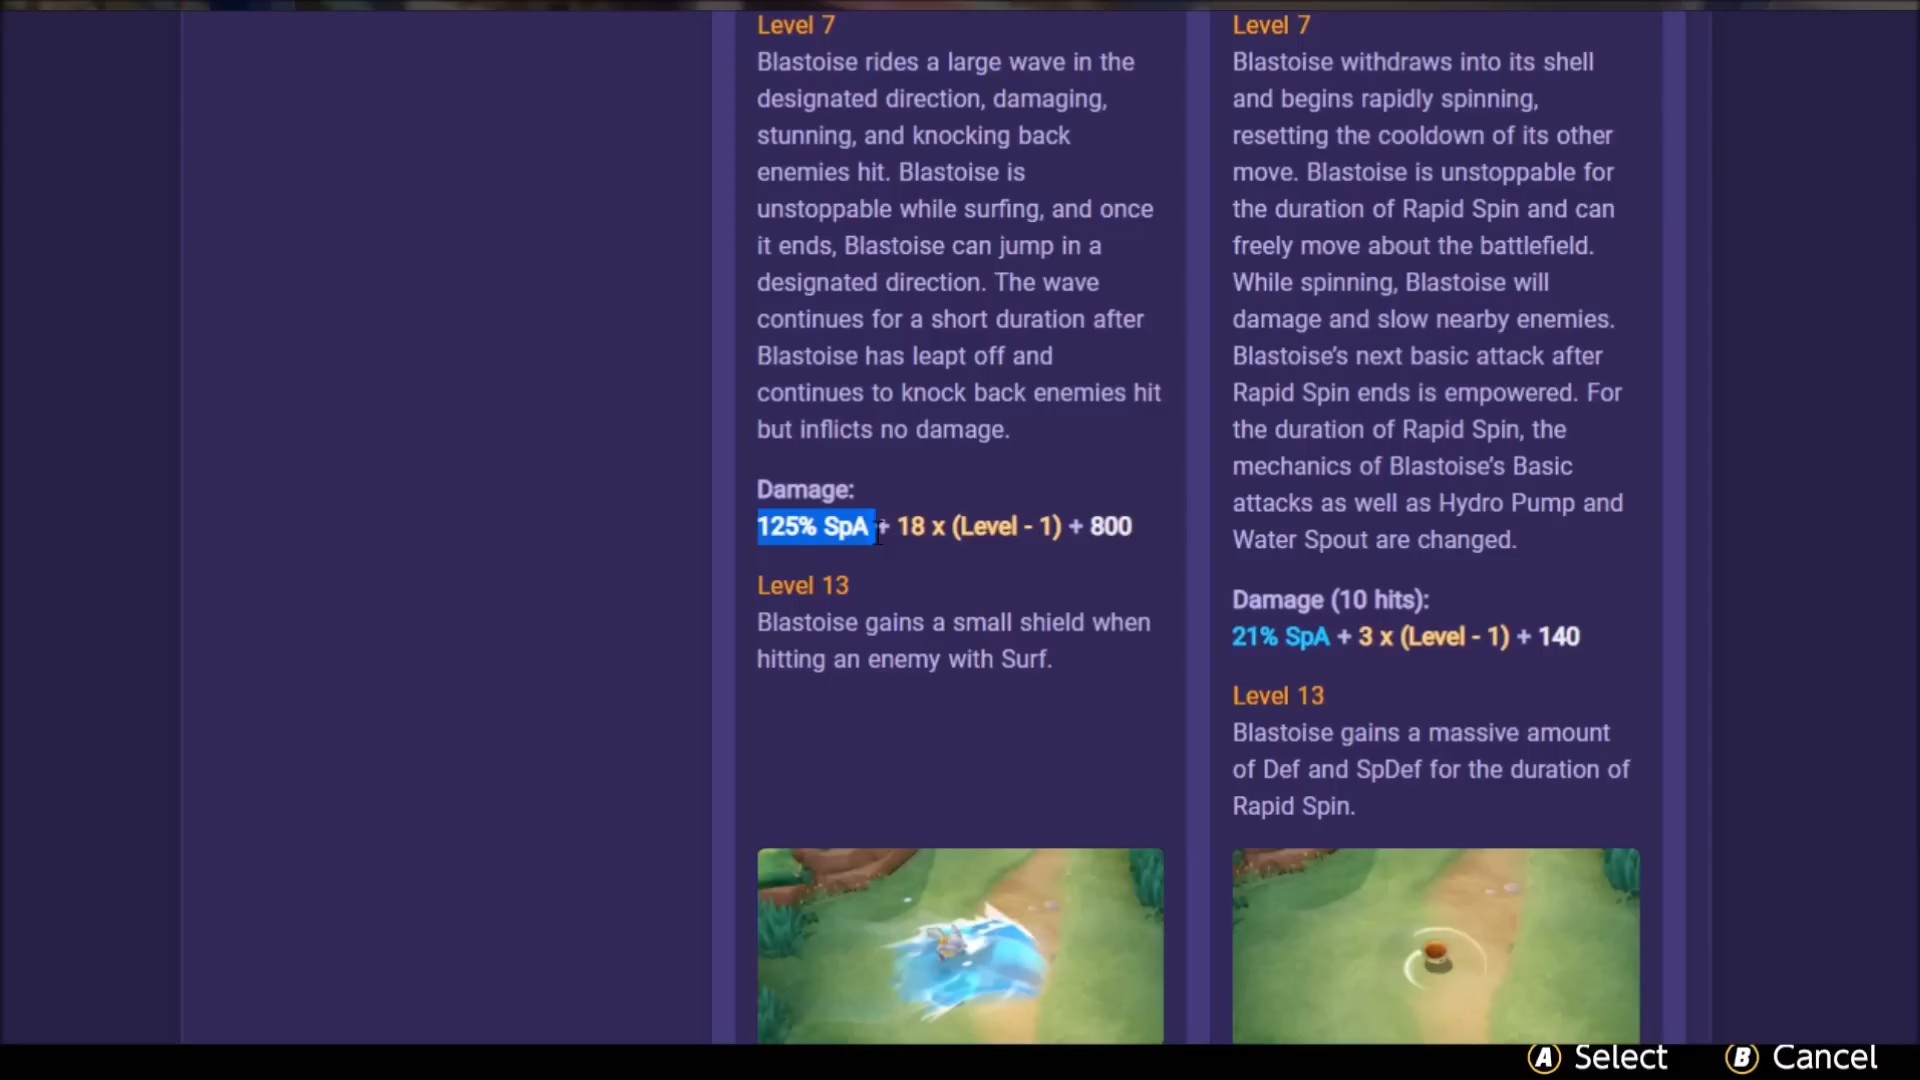 Level 7
Blastoise rides a large wave in the
designated direction, damaging,
stunning, and knocking back
enemies hit. Blastoise is
unstoppable while surfing, and once
it ends, Blastoise can jump in a
designated direction. The wave
continues for a short duration after
Blastoise has leapt off and
continues to knock back enemies hit
but inflicts no damage.
Damage:
125% SpA + 18 x (Level - 1) + 800
Level 13
Blastoise gains a small shield when
hitting an enemy with Surf.
Level 7
Blastoise withdraws into its shell
and begins rapidly spinning,
resetting the cooldown of its other
move. Blastoise is unstoppable for
the duration of Rapid Spin and can
freely move about the battlefield.
While spinning, Blastoise will
damage and slow nearby enemies.
Blastoise’s next basic attack after
Rapid Spin ends is empowered. For
the duration of Rapid Spin, the
mechanics of Blastoise’s Basic
attacks as well as Hydro Pump and
Water Spout are changed.
Damage (10 hits):
21% SpA + 3 x (Level - 1) + 140
Level 13
Blastoise gains a massive amount
of Def and SpDef for the duration of
Rapid Spin.
A Select B Cancel